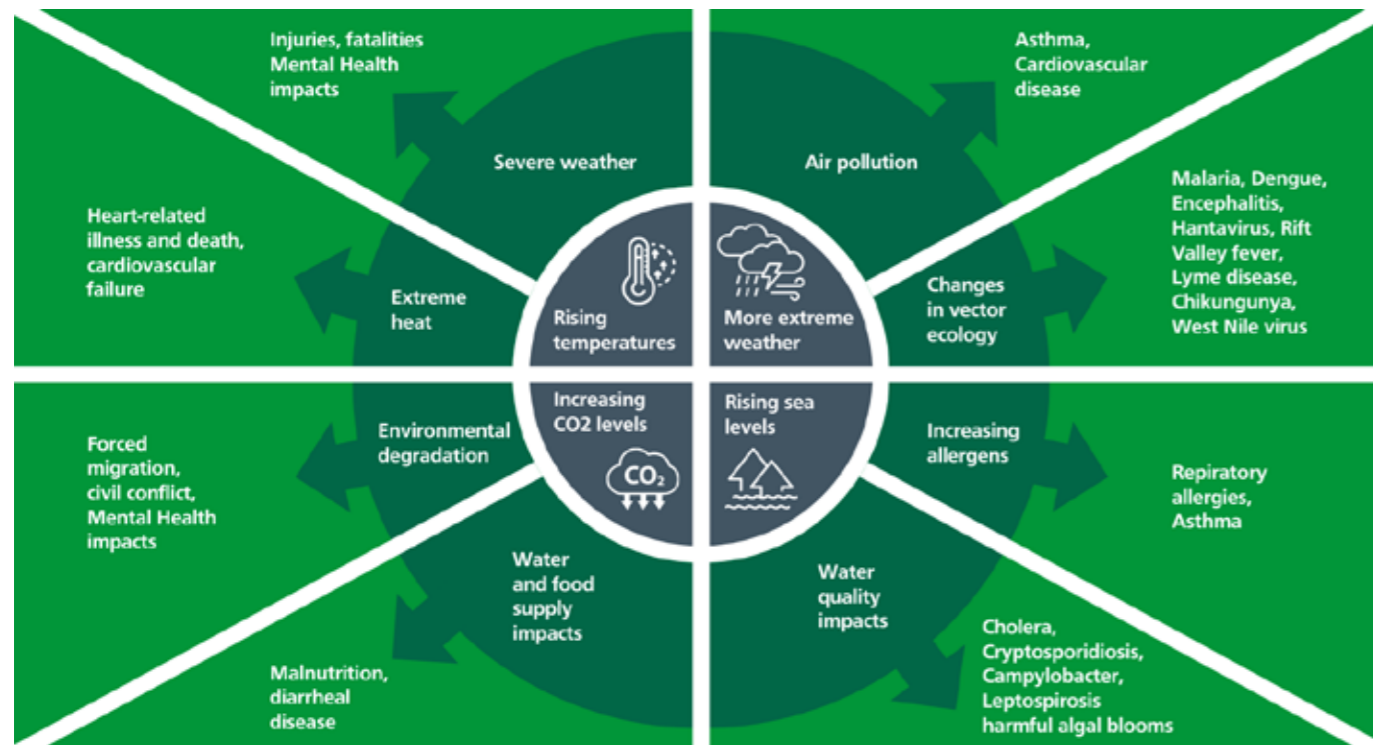 Injuries, fatalities
Mental Health
impacts
Severe weather
Air pollution
Asthma,
Cardiovascular
disease
Heart-related
illness and death,
cardiovascular
failure
Extreme
heat
Rising
temperatures
More extreme
weather
Changes
in vector
ecology
Malaria, Dengue,
Encephalitis,
Hantavirus, Rift
Valley fever,
Lyme disease,
Chikungunya,
West Nile virus
Forced
migration,
civil conflict,
Mental Health
impacts
Environmental
degradation
Increasing
CO2 levels
CO₂
Rising sea
levels
Increasing
allergens
Repiratory
allergies,
Asthma
Malnutrition,
diarrheal
disease
Water
and food
supply
impacts
Water
quality
impacts
Cholera,
Cryptosporidiosis,
Campylobacter,
Leptospirosis
harmful algal blooms